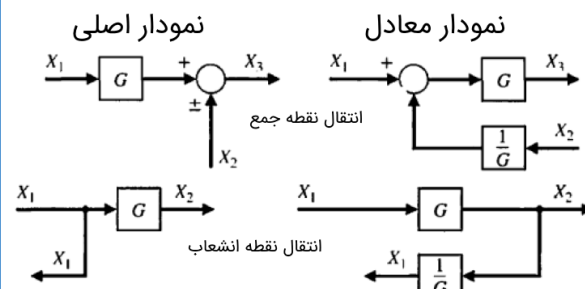 نمودار اصلی
نمودار معادل
X₁ G + ± X₃ X₂
X₁ + G X₃ 1/G X₂
انتقال نقطه جمع
X₁ G X₂ X₁
X₁ G X₂ X₁ 1/G
انتقال نقطه انشعاب